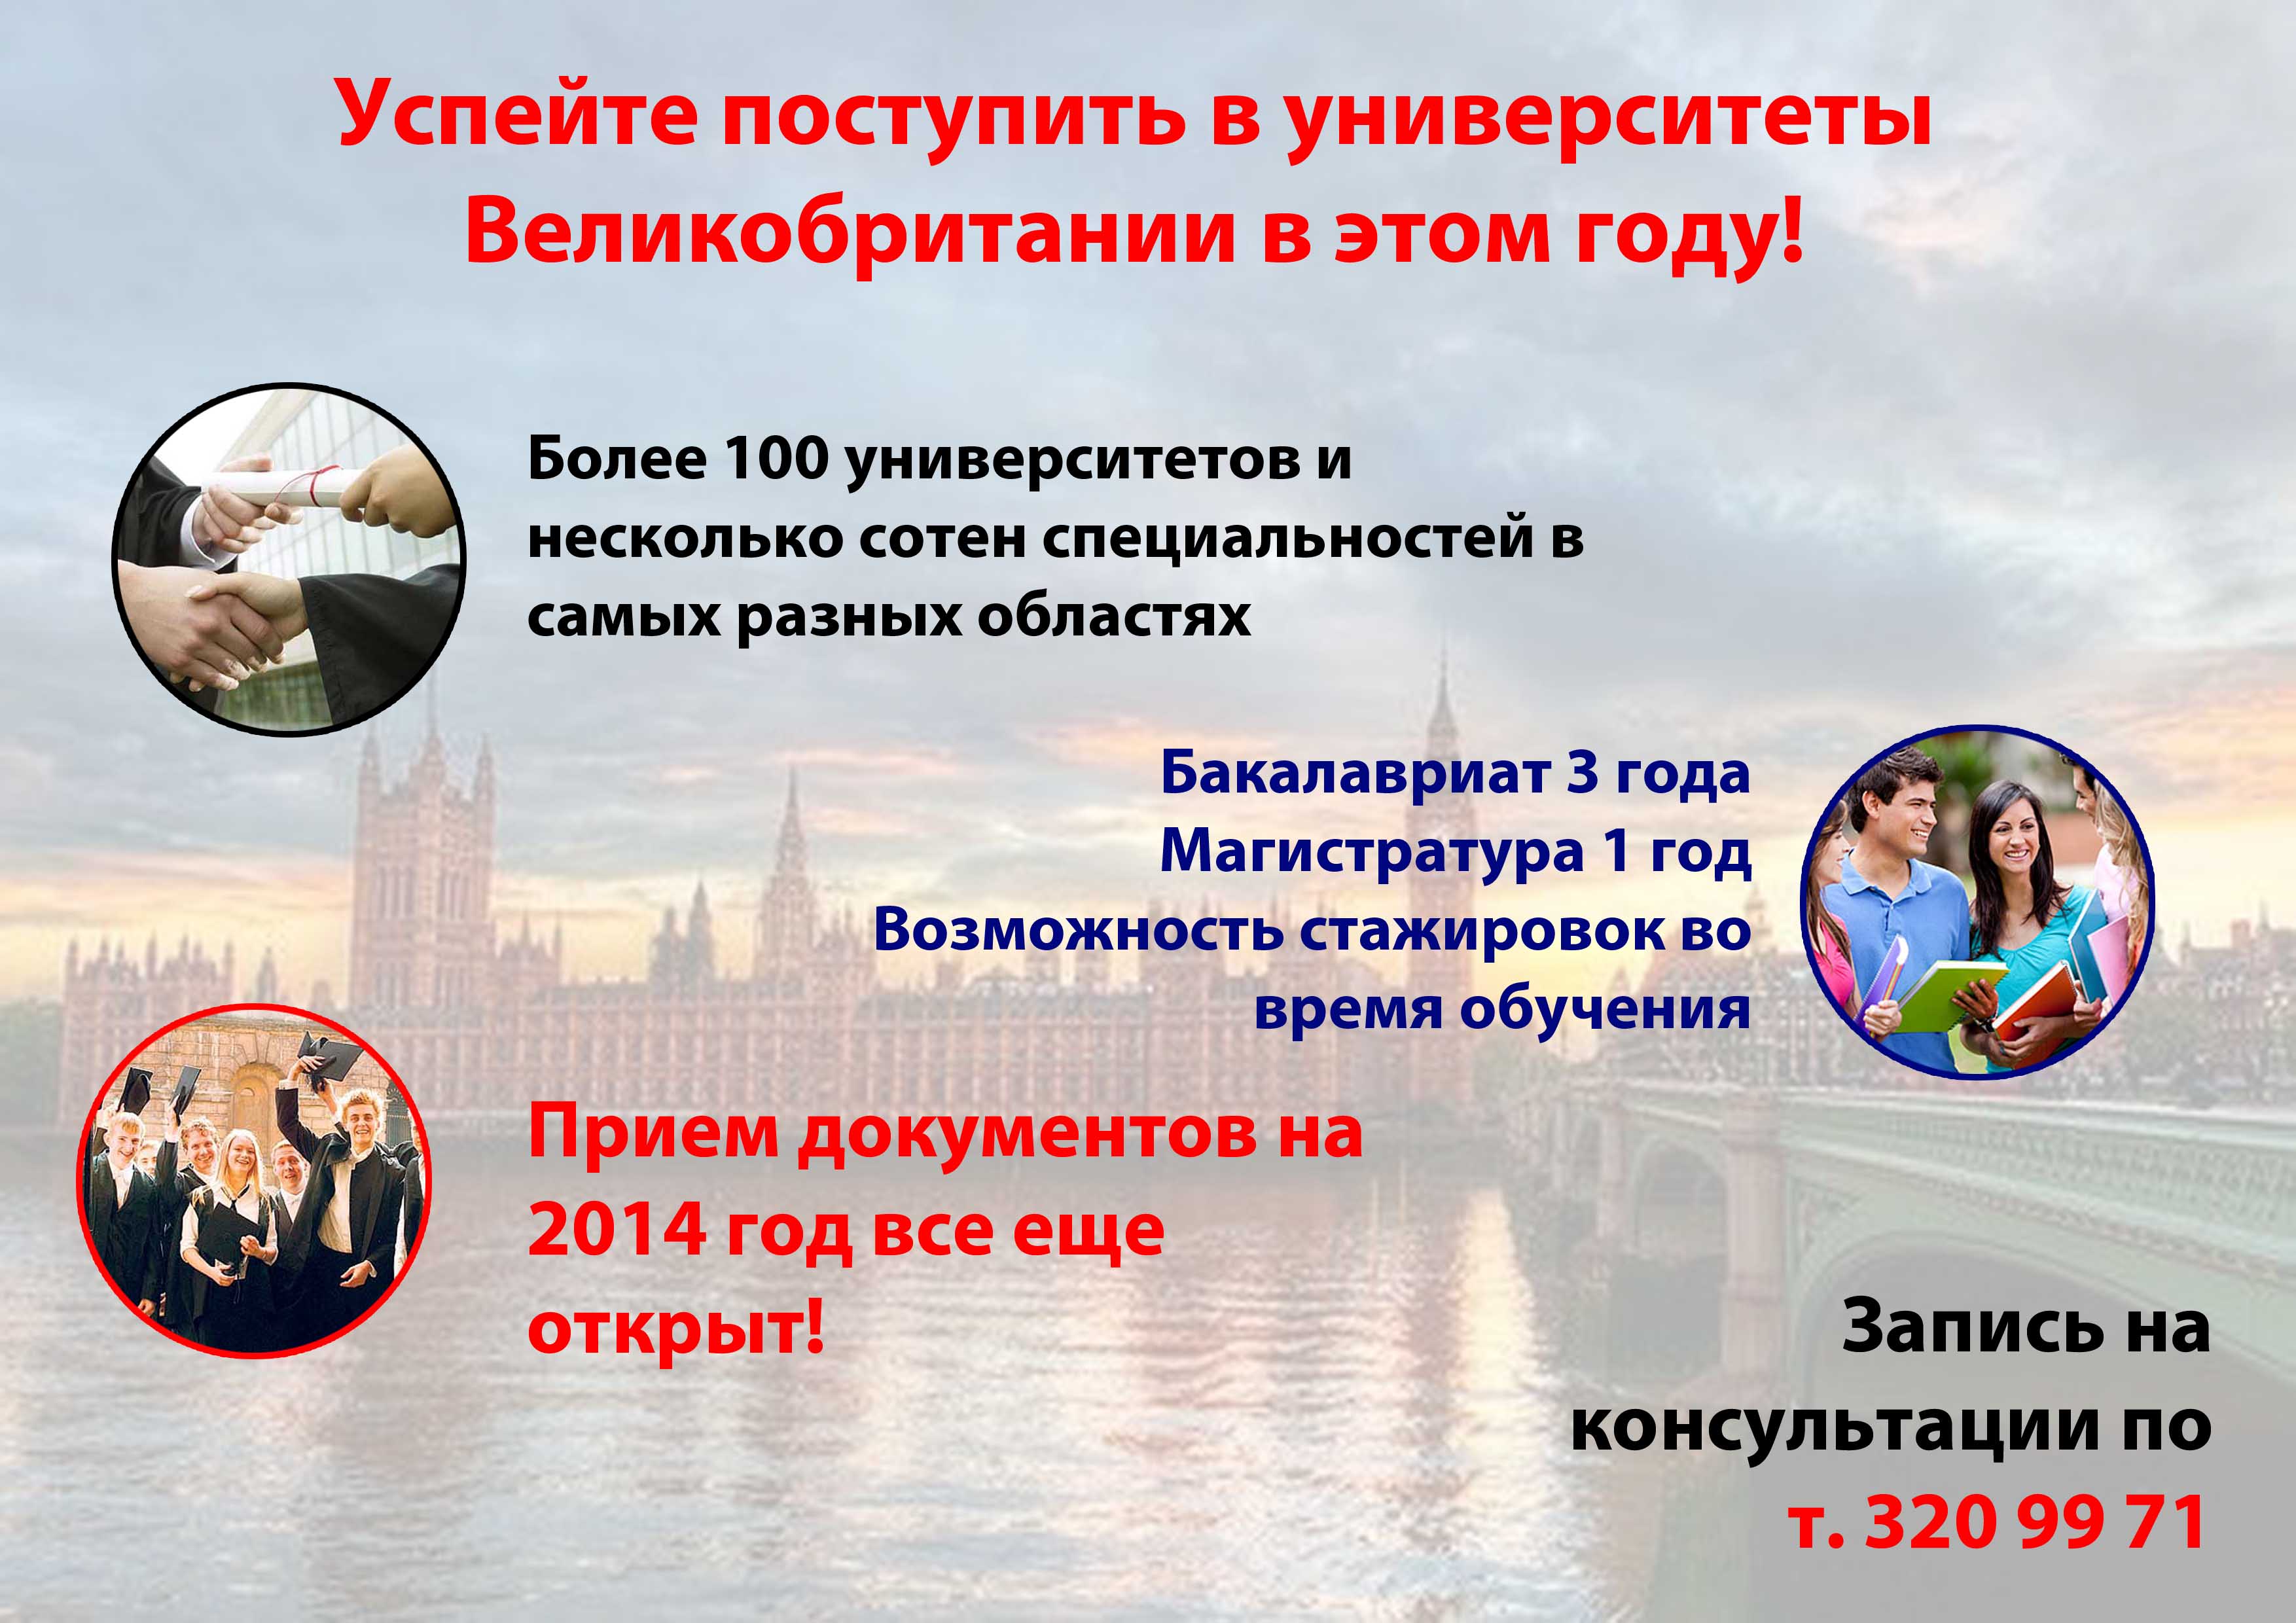 Успейте поступить в университеты
Великобритании в этом году!
Более 100 университетов и
несколько сотен специальностей в
самых разных областях
Бакалавриат 3 года
Магистратура 1 год
Возможность стажировок во
время обучения
Прием документов на
2014 год все еще
открыт!
Запись на
консультации по
т. 320 99 71